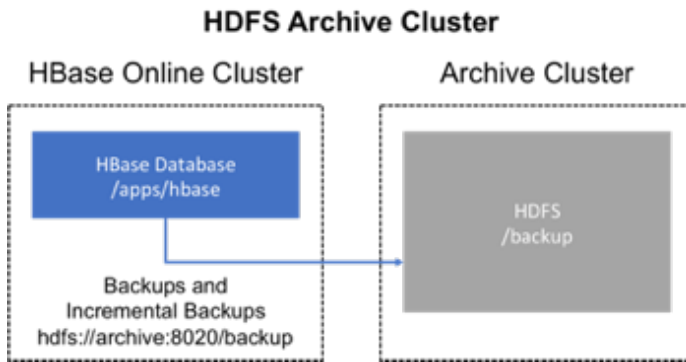 HDFS Archive Cluster
HBase Online Cluster
Archive Cluster
HBase Database
/apps/hbase
HDFS
/backup
Backups and
Incremental Backups
hdfs://archive:8020/backup